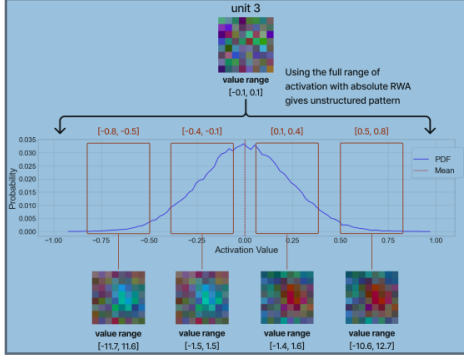 unit 3
value range
[-0.1, 0.1]
Using the full range of
activation with absolute RWA
gives unstructured pattern
[-0.8, -0.5]
[-0.4, -0.1]
[0.1, 0.4]
[0.5, 0.8]
Probability
0.035
0.030
0.025
0.020
0.015
0.010
0.005
0.000
PDF
Mean
-1.00
-0.75
-0.50
-0.25
0.00
0.25
0.50
0.75
1.00
Activation Value
value range
[-11.7, 11.6]
value range
[-1.5, 1.5]
value range
[-1.4, 1.6]
value range
[-10.6, 12.7]